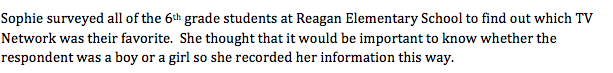 Sophie surveyed all of the 6th grade students at Reagan Elementary School to find out which TV
Network was their favorite.  She thought that it would be important to know whether the
respondent was a boy or a girl so she recorded her information this way.